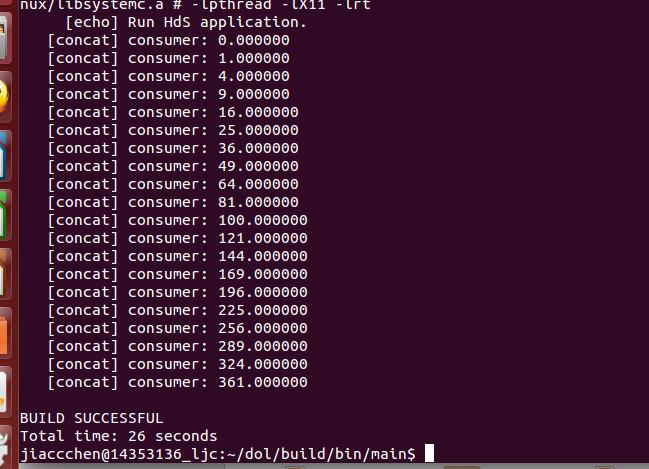 nux/libsystemc.a # -lpthread -lX11 -lrt
[echo] Run HdS application.
[concat] consumer: 0.000000
[concat] consumer: 1.000000
[concat] consumer: 4.000000
[concat] consumer: 9.000000
[concat] consumer: 16.000000
[concat] consumer: 25.000000
[concat] consumer: 36.000000
[concat] consumer: 49.000000
[concat] consumer: 64.000000
[concat] consumer: 81.000000
[concat] consumer: 100.000000
[concat] consumer: 121.000000
[concat] consumer: 144.000000
[concat] consumer: 169.000000
[concat] consumer: 196.000000
[concat] consumer: 225.000000
[concat] consumer: 256.000000
[concat] consumer: 289.000000
[concat] consumer: 324.000000
[concat] consumer: 361.000000
BUILD SUCCESSFUL
Total time: 26 seconds
jiaccchen@14353136_ljc:~/dol/build/bin/main$